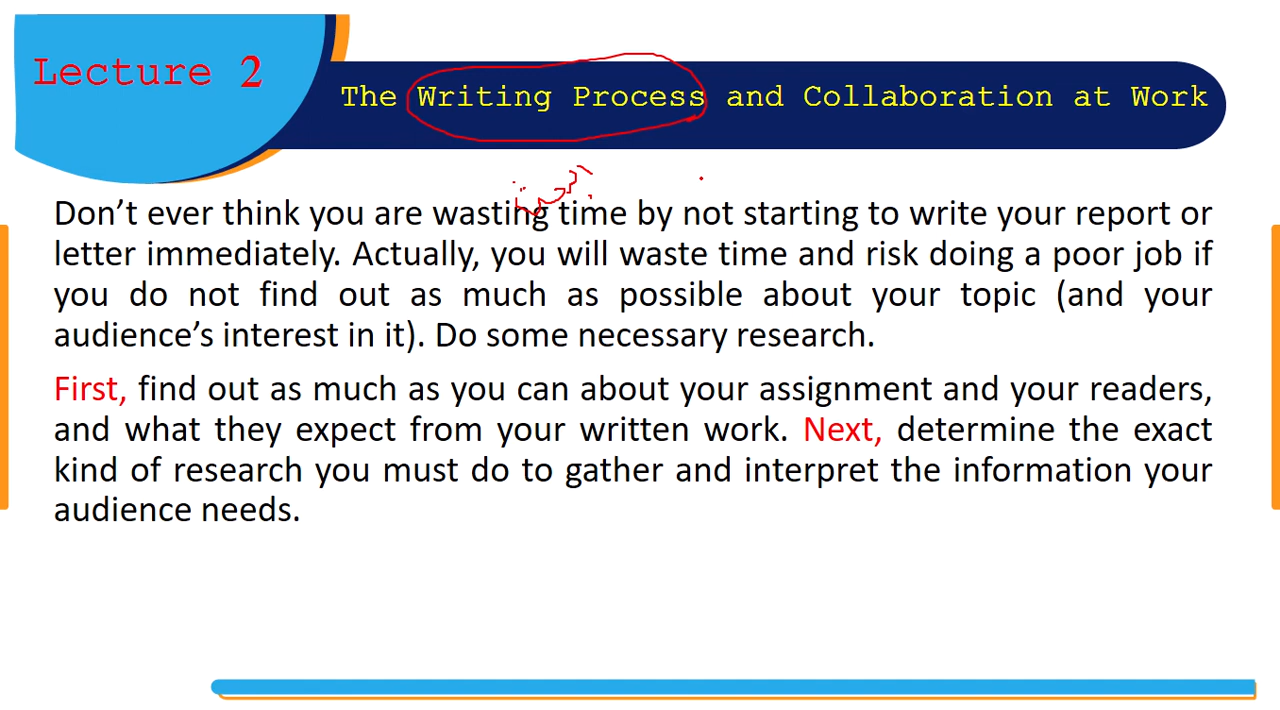 Lecture 2
The Writing Process and Collaboration at Work
Don’t ever think you are wasting time by not starting to write your report or
letter immediately. Actually, you will waste time and risk doing a poor job if
you do not find out as much as possible about your topic (and your
audience’s interest in it). Do some necessary research.
First, find out as much as you can about your assignment and your readers,
and what they expect from your written work. Next, determine the exact
kind of research you must do to gather and interpret the information your
audience needs.